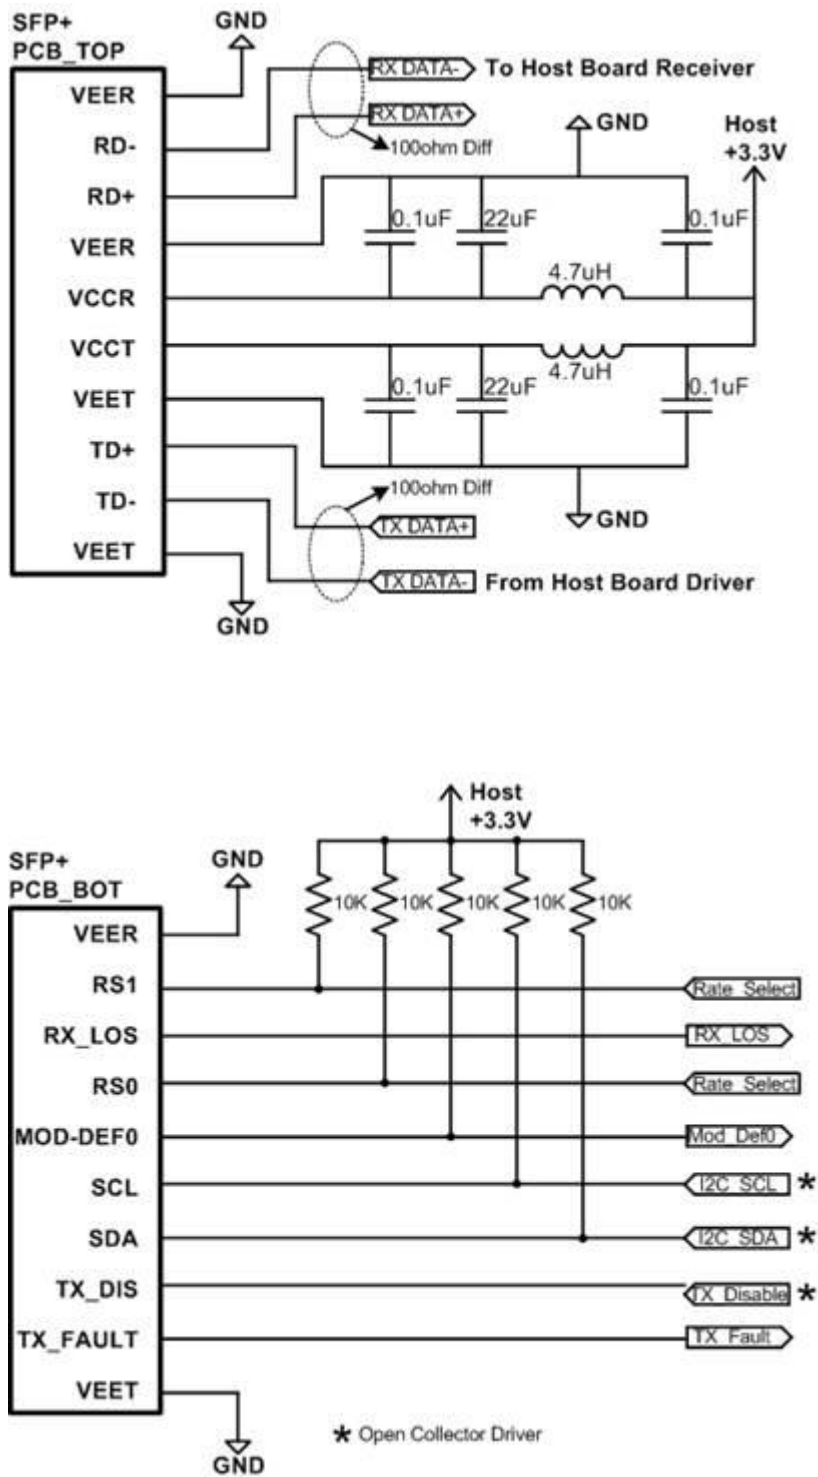 SFP+
PCB_TOP
GND
VEER
RD-
RD+
VEER
VCCR
VCCT
VEET
TD+
TD-
VEET
GND
RX DATA-
To Host Board Receiver
RX DATA+
100ohm Diff
GND
Host
+3.3V
0.1uF
22uF
0.1uF
4.7uH
4.7uH
0.1uF
22uF
0.1uF
100ohm Diff
TX DATA+
GND
TX DATA-
From Host Board Driver
Host
+3.3V
SFP+
PCB_BOT
GND
10K
10K
10K
10K
10K
VEER
RS1
Rate_Select
RX_LOS
RX_LOS
RS0
Rate_Select
MOD-DEF0
Mod_Def0
SCL
I2C_SCL *
SDA
I2C_SDA *
TX_DIS
TX_Disable *
TX_FAULT
TX_Fault
VEET
* Open Collector Driver
GND